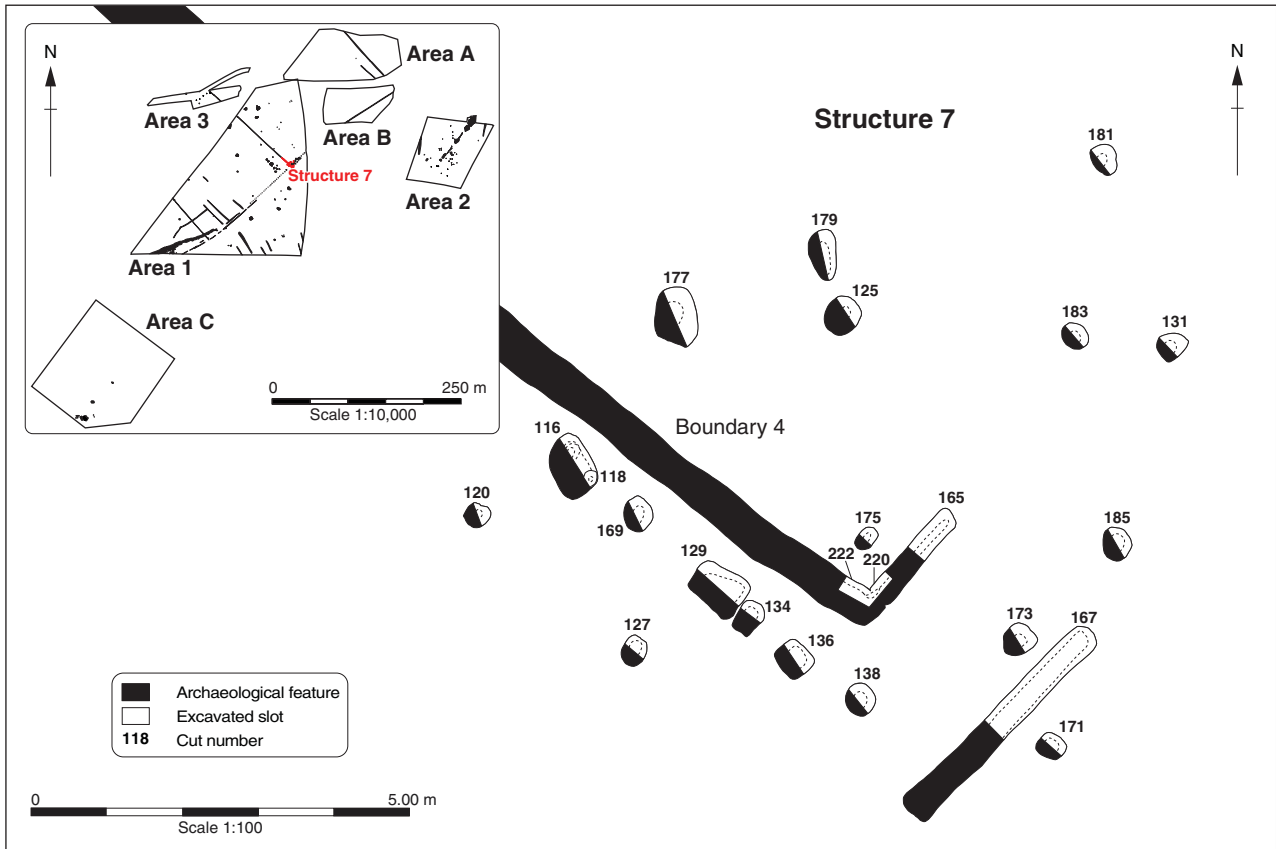 N
Area A
Area 3
Area B
Structure 7
Area 2
Area 1
Area C
0 250 m
Scale 1:10,000
N
Structure 7
181
179
177
125
183
131
Boundary 4
116
118
120
169
165
175
185
222
220
129
134
173
167
127
136
138
171
Archaeological feature
Excavated slot
118 Cut number
0 5.00 m
Scale 1:100